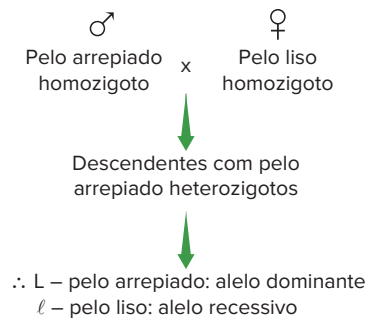 ♂ ♀
Pelo arrepiado x Pelo liso
homozigoto homozigoto
Descendentes com pelo
arrepiado heterozigotos
∴ L – pelo arrepiado: alelo dominante
ℓ – pelo liso: alelo recessivo